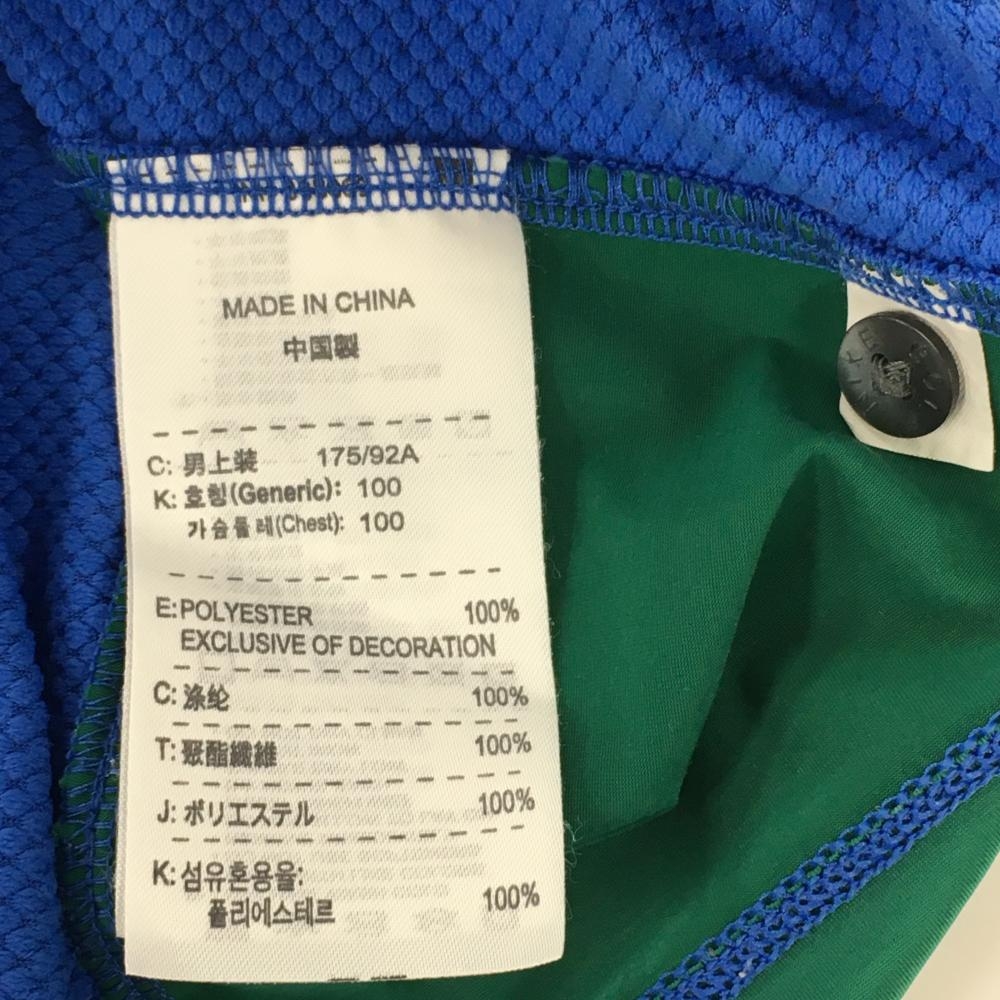 MADE IN CHINA
中国製
C: 男上装 175/92A
K: 호칭(Generic): 100
가슴둘레(Chest): 100
E:POLYESTER 100%
EXCLUSIVE OF DECORATION
C: 涤纶 100%
T: 聚酯纖維 100%
J: ポリエステル 100%
K: 섬유혼용율:
폴리에스테르 100%